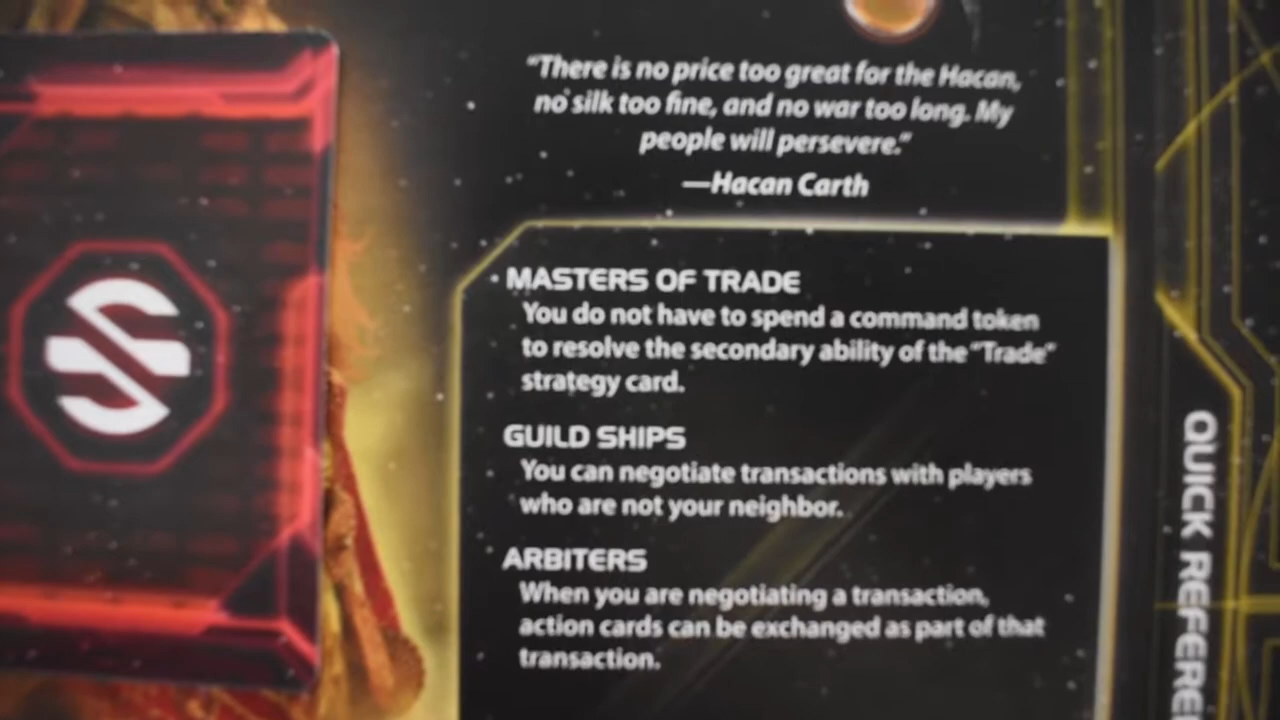 "There is no price too great for the Hacan,
no silk too fine, and no war too long. My
people will persevere."
—Hacan Carth
MASTERS OF TRADE
You do not have to spend a command token
to resolve the secondary ability of the "Trade"
strategy card.
GUILD SHIPS
You can negotiate transactions with players
who are not your neighbor.
ARBITERS
When you are negotiating a transaction,
action cards can be exchanged as part of that
transaction.
QUICK REFERE